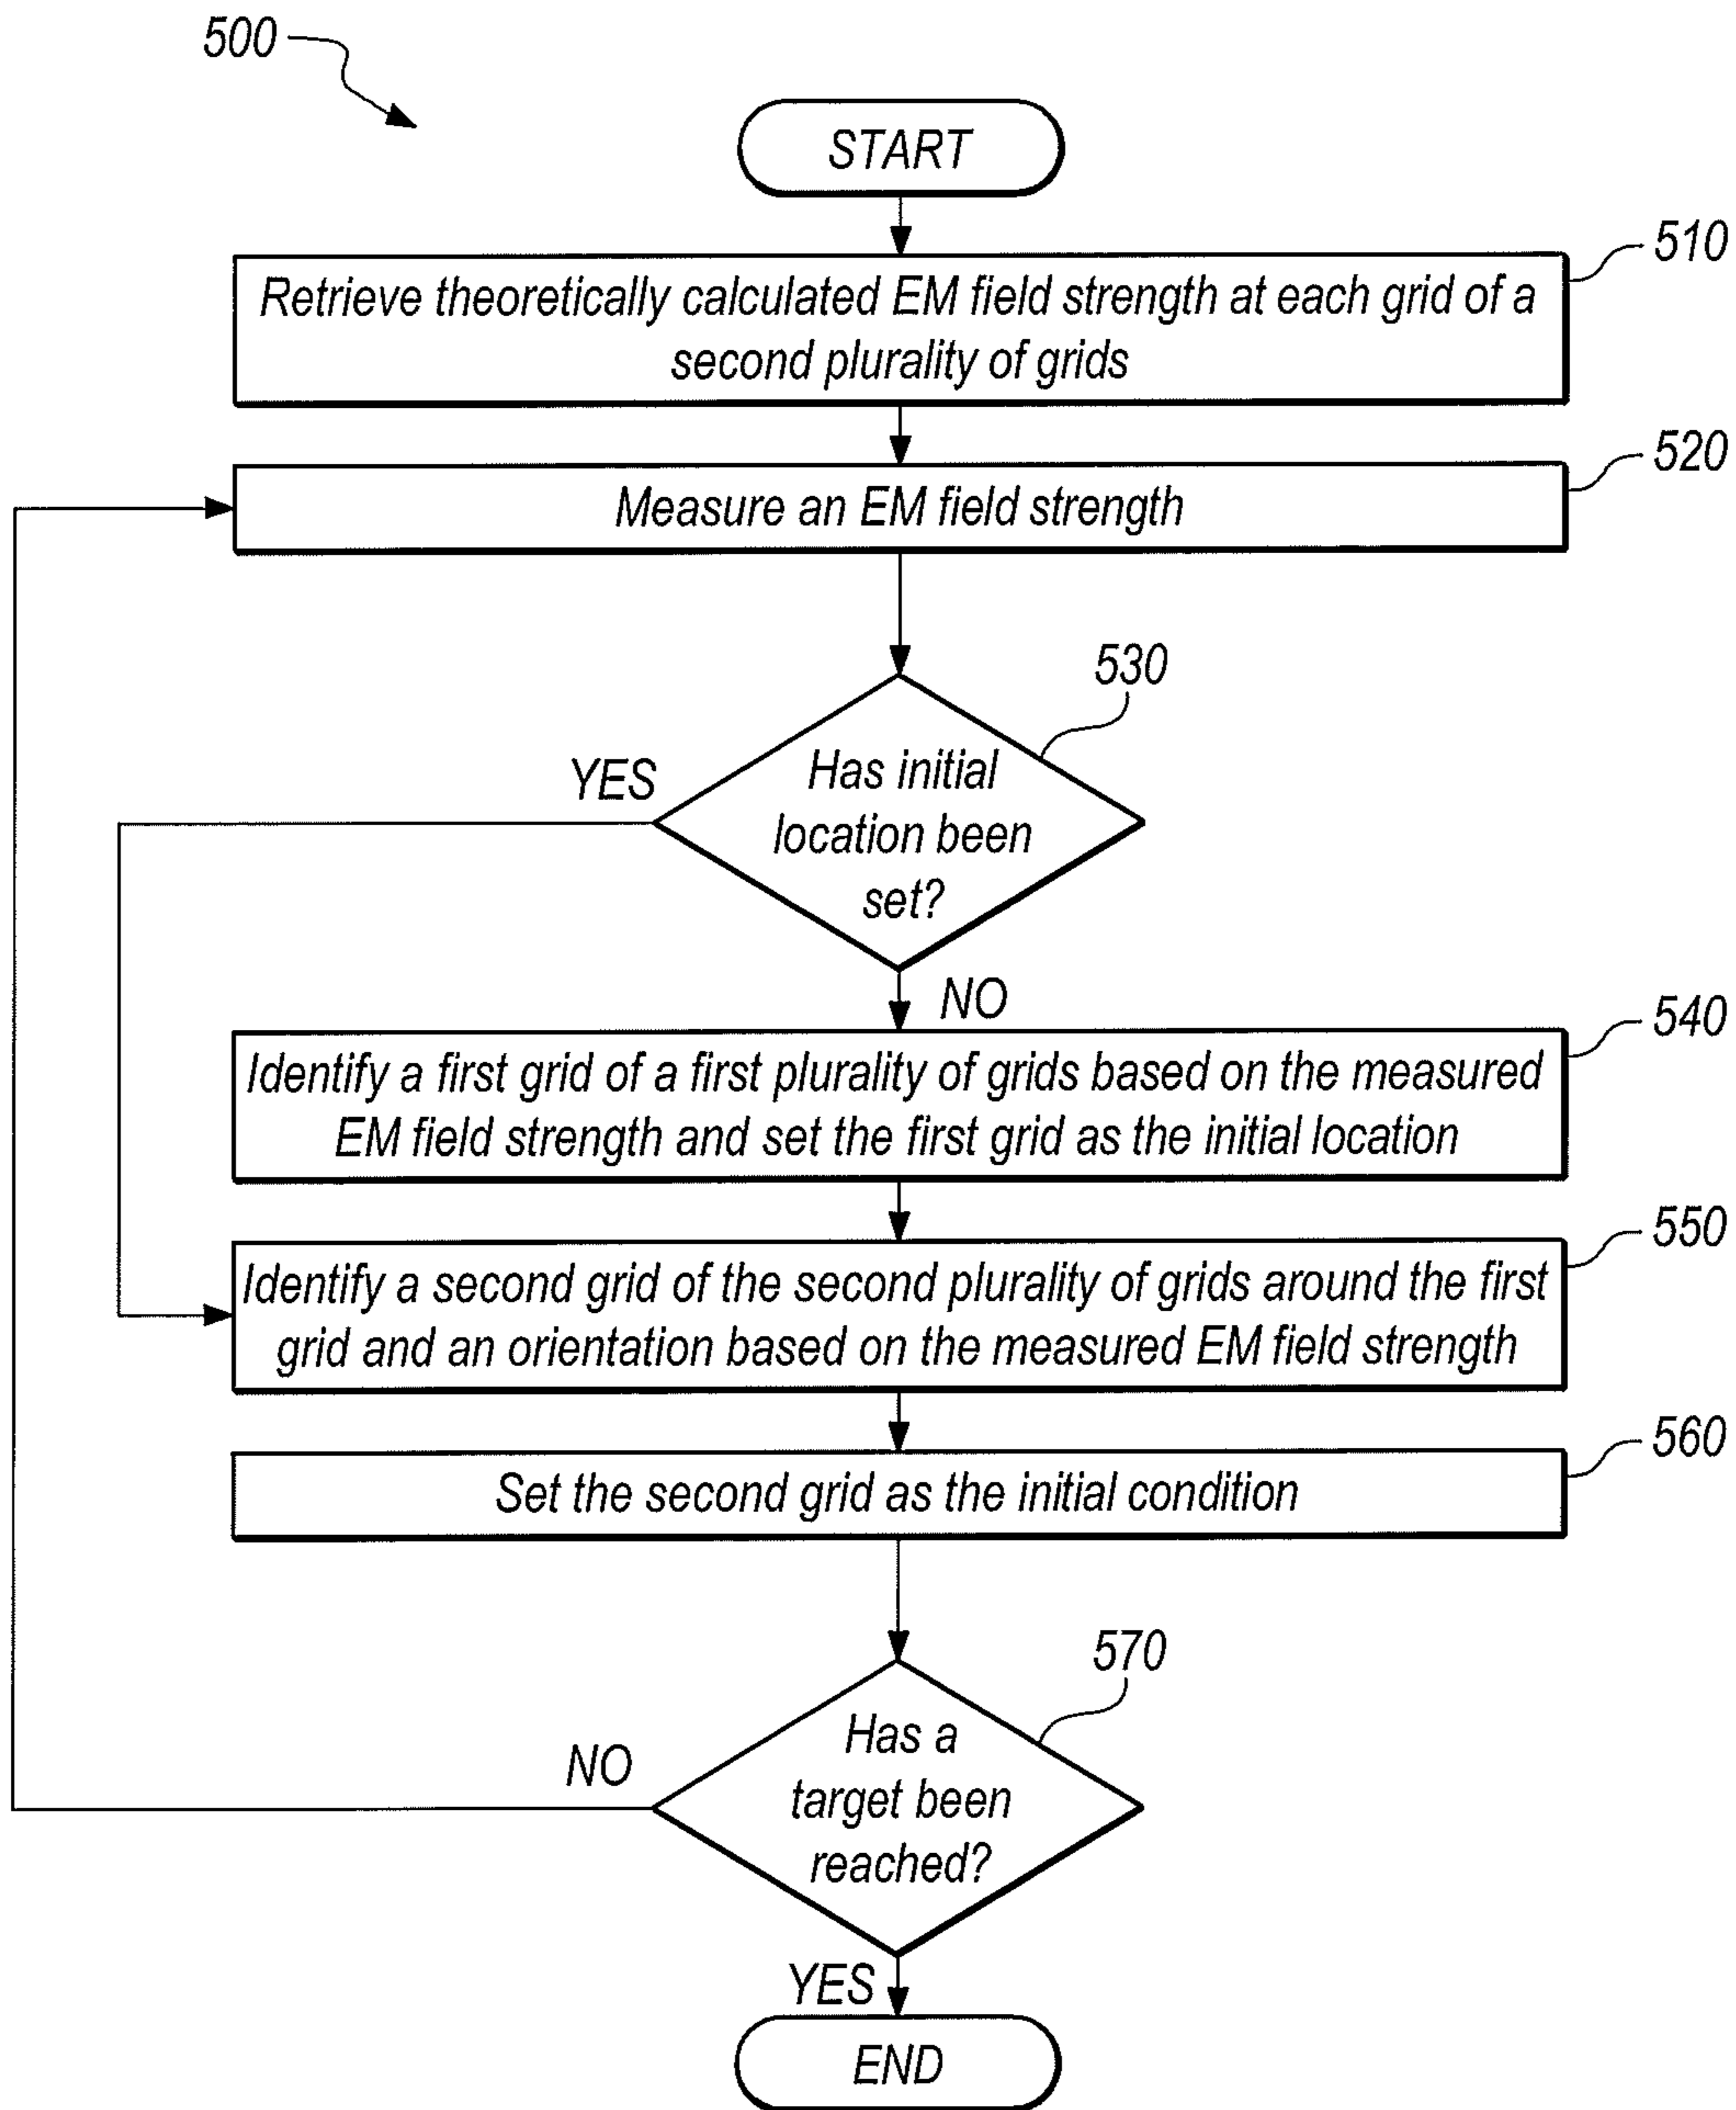 500
START
510
Retrieve theoretically calculated EM field strength at each grid of a
second plurality of grids
520
Measure an EM field strength
530
YES
Has initial
location been
set?
NO
540
Identify a first grid of a first plurality of grids based on the measured
EM field strength and set the first grid as the initial location
550
Identify a second grid of the second plurality of grids around the first
grid and an orientation based on the measured EM field strength
560
Set the second grid as the initial condition
570
NO
Has a
target been
reached?
YES
END